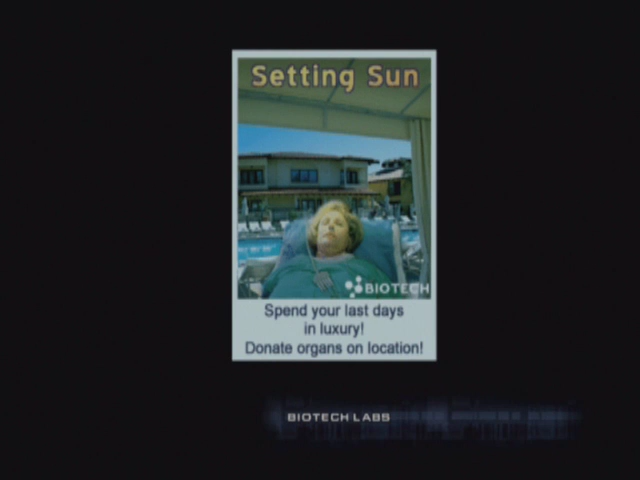 Setting Sun
BIOTECH
Spend your last days
in luxury!
Donate organs on location!
BIOTECH LABS